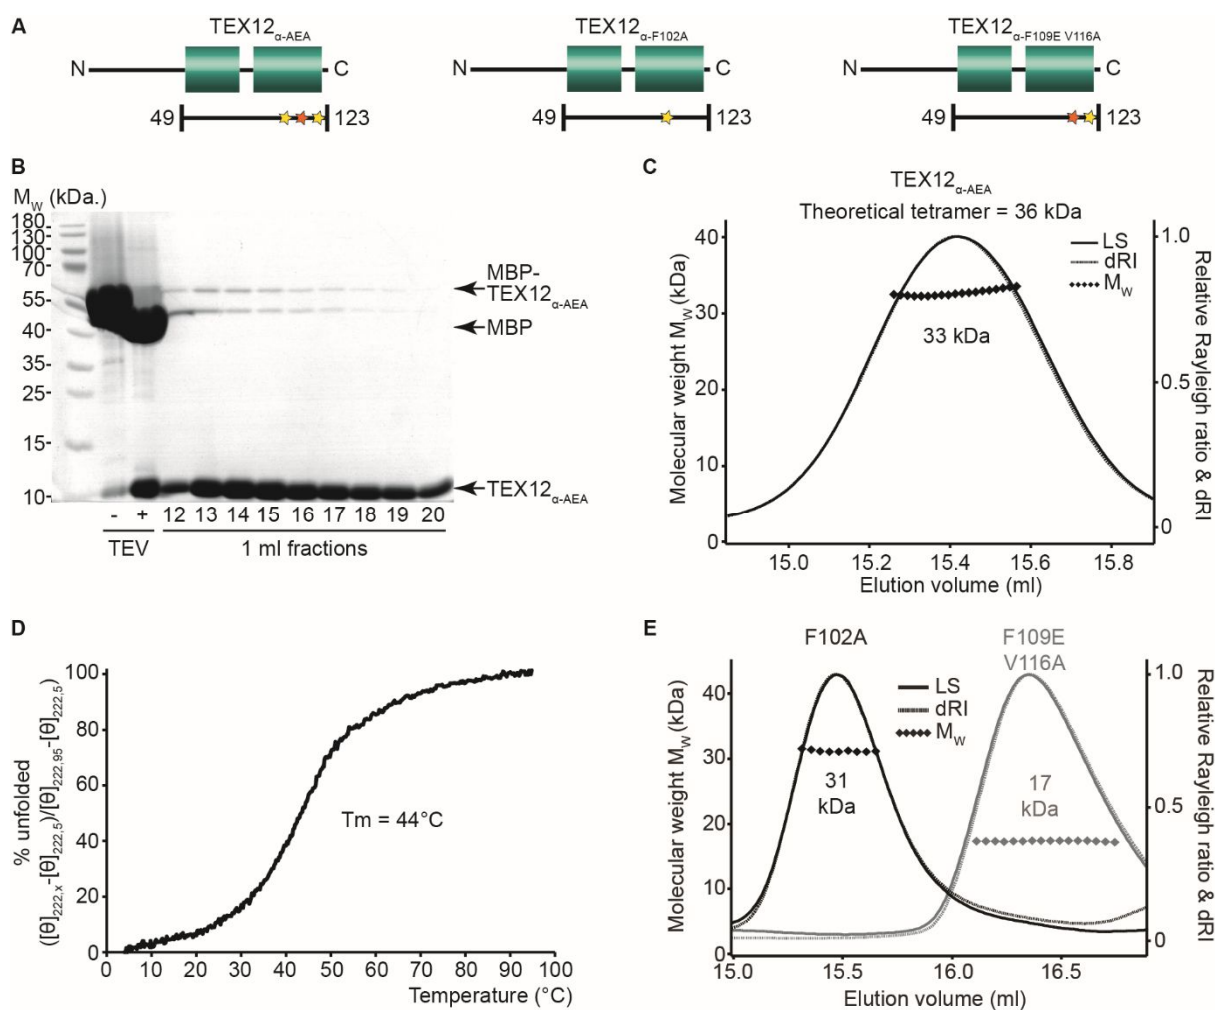 A
TEX12α-AEA
N C
49 123
TEX12α-F102A
N C
49 123
TEX12α-F109E V116A
N C
49 123
B
MW (kDa.)
180-
130-
100-
70-
55-
40-
35-
25-
15-
10-
MBP-
TEX12α-AEA
MBP
TEX12α-AEA
- + 12 13 14 15 16 17 18 19 20
TEV 1 ml fractions
C
TEX12α-AEA
Theoretical tetramer = 36 kDa
LS
dRI
MW
33 kDa
Molecular weight MW (kDa)
40
30
20
10
0
Relative Rayleigh ratio & dRI
1.0
0.5
0
15.0 15.2 15.4 15.6 15.8
Elution volume (ml)
D
% unfolded
([θ]222,x-[θ]222,5)/[θ]222,95-[θ]222,5)
100
80
60
40
20
0
Tm = 44°C
0 10 20 30 40 50 60 70 80 90 100
Temperature (°C)
E
F102A
F109E
V116A
LS
dRI
MW
31
kDa
17
kDa
Molecular weight MW (kDa)
40
30
20
10
0
Relative Rayleigh ratio & dRI
1.0
0.5
0
15.0 15.5 16.0 16.5
Elution volume (ml)